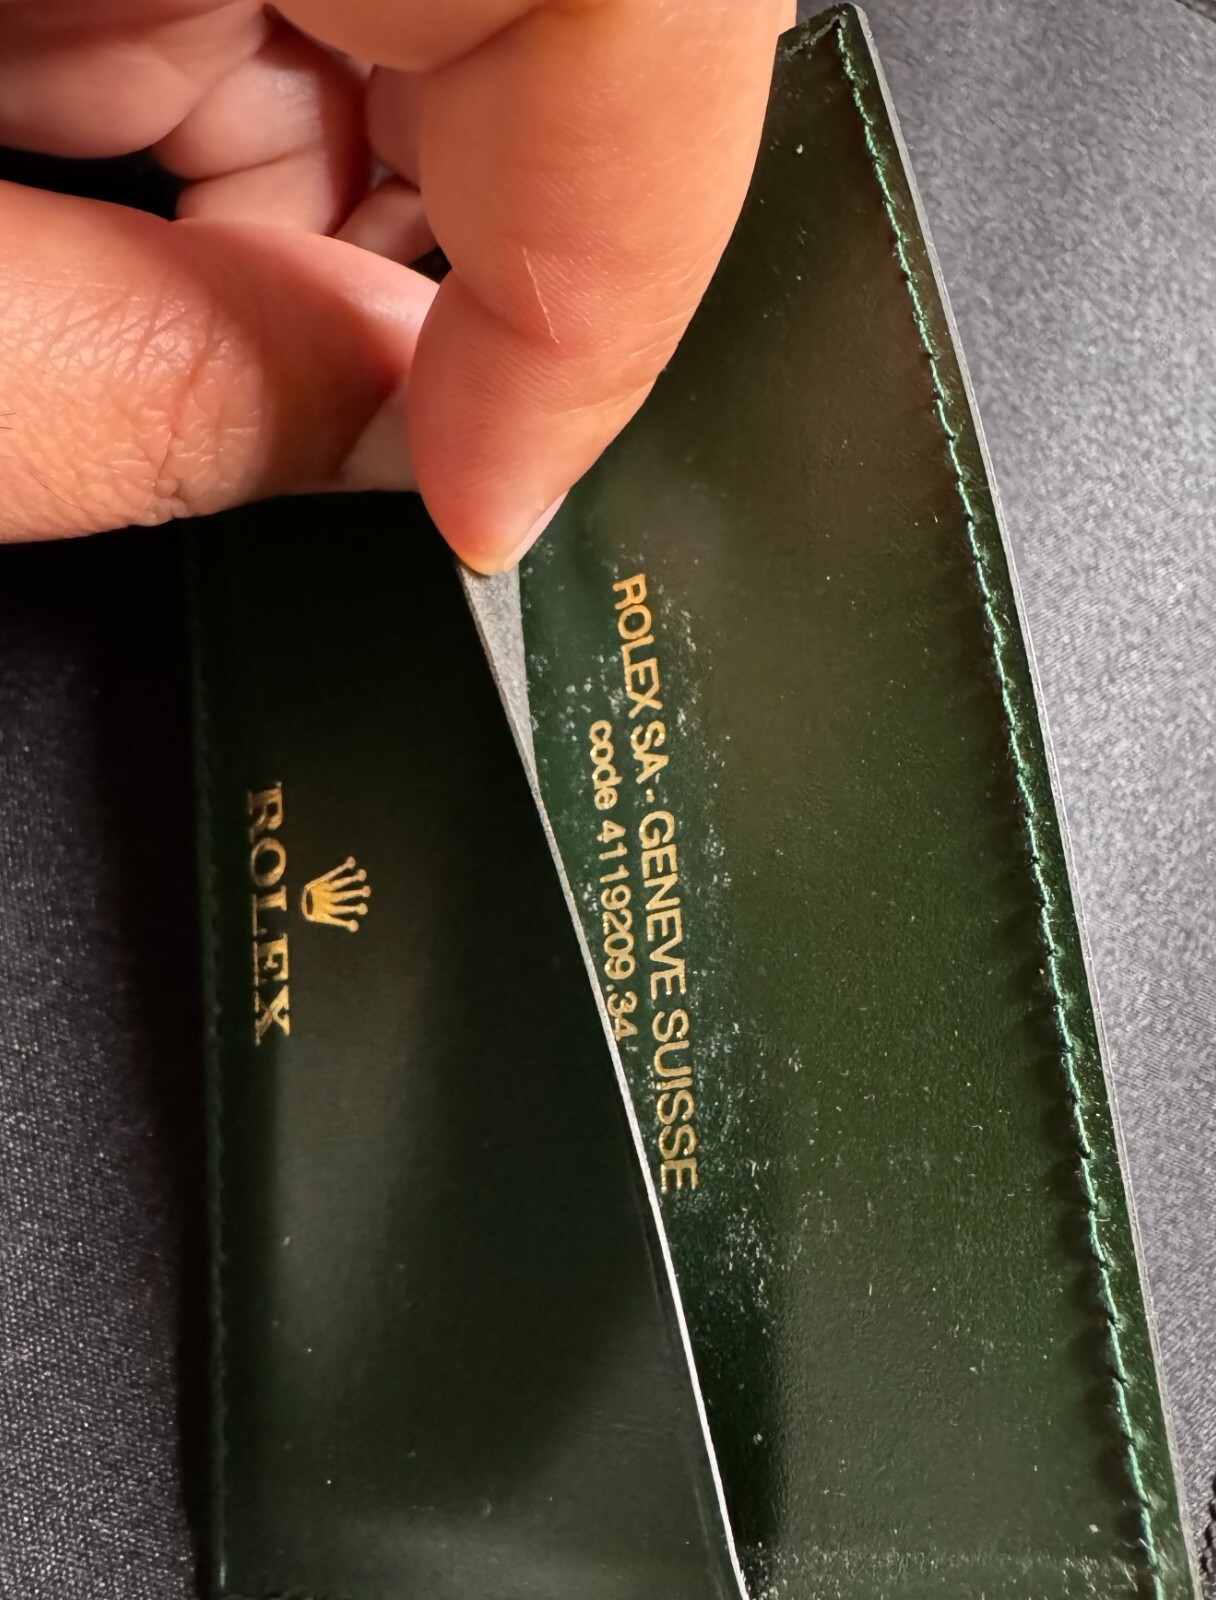 ROLEX SA - GENEVE SUISSE
code 4119209.34
ROLEX